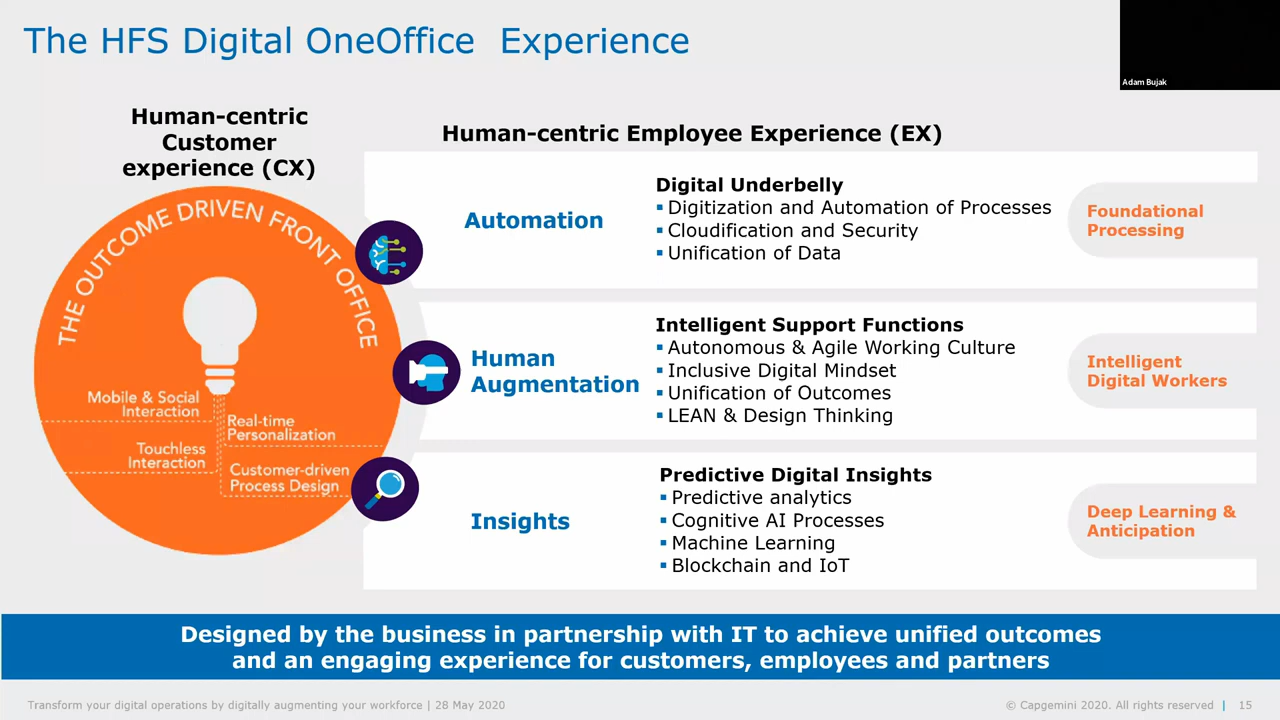 The HFS Digital OneOffice Experience
Adam Bujak
Human-centric
Customer
experience (CX)
THE OUTCOME DRIVEN FRONT OFFICE
Mobile & Social
Interaction
Real-time
Personalization
Touchless
Interaction
Customer-driven
Process Design
Human-centric Employee Experience (EX)
Automation
Digital Underbelly
▪ Digitization and Automation of Processes
▪ Cloudification and Security
▪ Unification of Data
Foundational
Processing
Human
Augmentation
Intelligent Support Functions
▪ Autonomous & Agile Working Culture
▪ Inclusive Digital Mindset
▪ Unification of Outcomes
▪ LEAN & Design Thinking
Intelligent
Digital Workers
Insights
Predictive Digital Insights
▪ Predictive analytics
▪ Cognitive AI Processes
▪ Machine Learning
▪ Blockchain and IoT
Deep Learning &
Anticipation
Designed by the business in partnership with IT to achieve unified outcomes
and an engaging experience for customers, employees and partners
Transform your digital operations by digitally augmenting your workforce | 28 May 2020
© Capgemini 2020. All rights reserved | 15